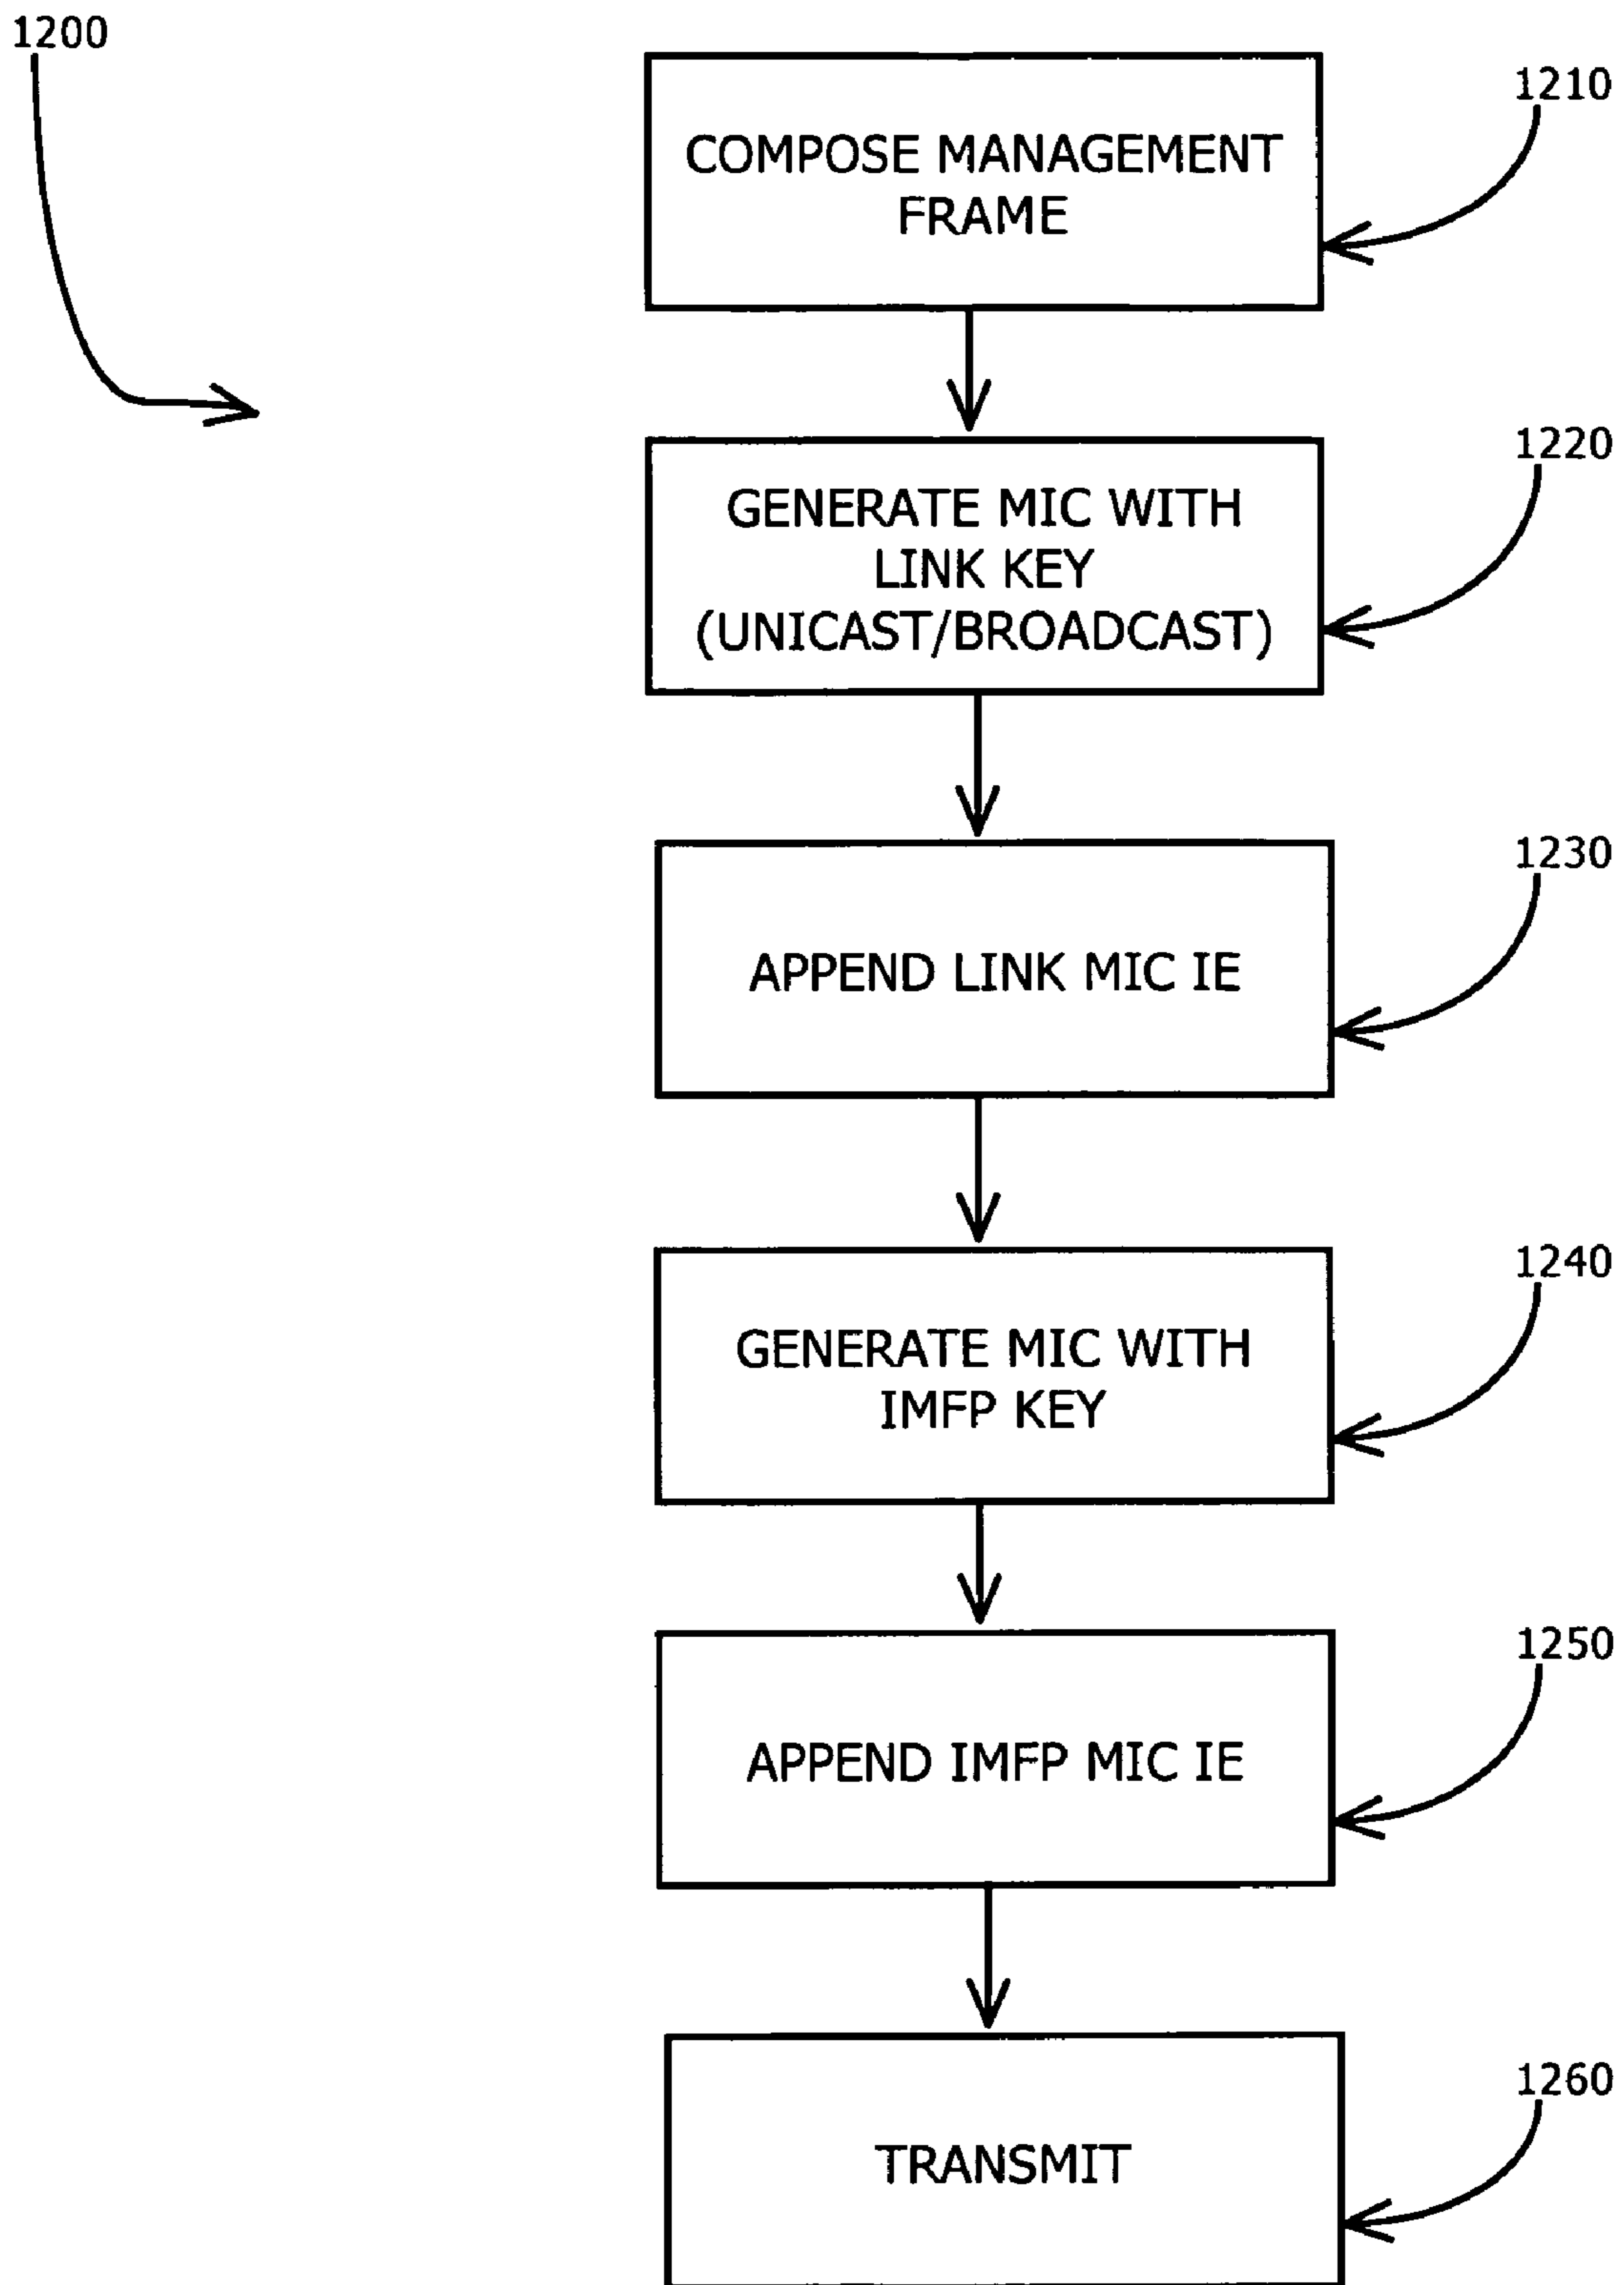 1200
1210
COMPOSE MANAGEMENT
FRAME
1220
GENERATE MIC WITH
LINK KEY
(UNICAST/BROADCAST)
1230
APPEND LINK MIC IE
1240
GENERATE MIC WITH
IMFP KEY
1250
APPEND IMFP MIC IE
1260
TRANSMIT